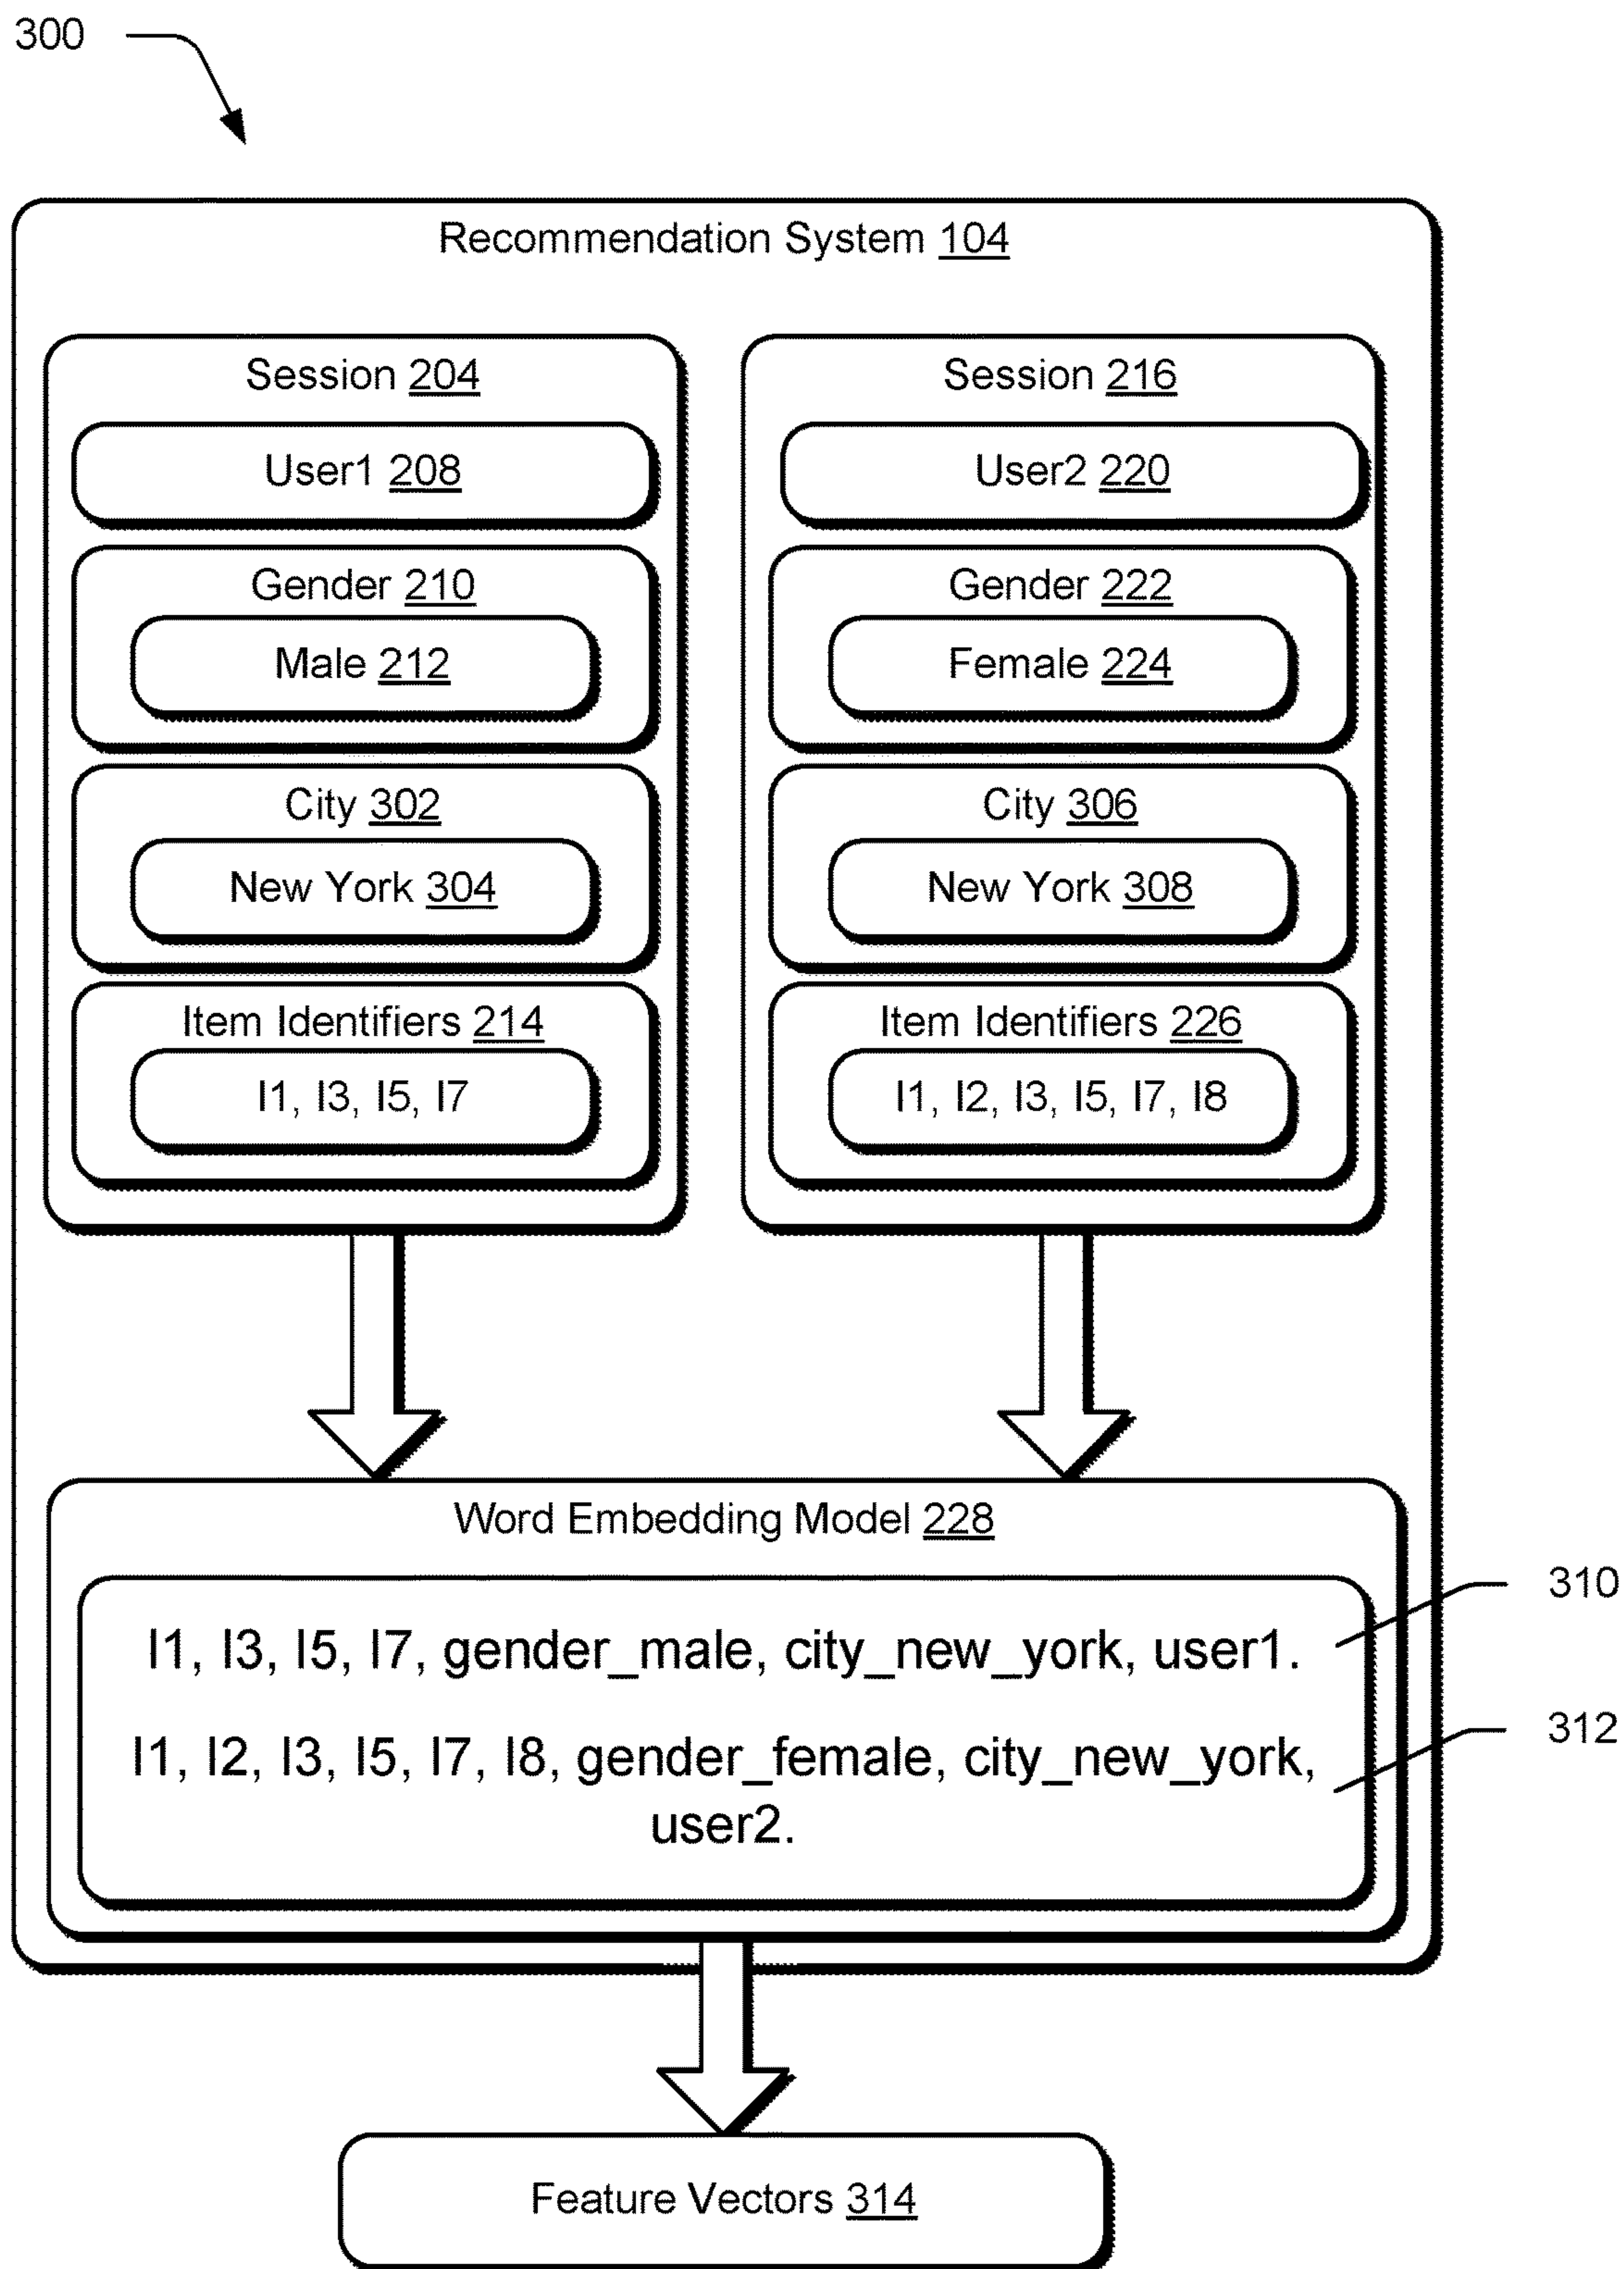 300
Recommendation System 104
Session 204
User1 208
Gender 210
Male 212
City 302
New York 304
Item Identifiers 214
I1, I3, I5, I7
Session 216
User2 220
Gender 222
Female 224
City 306
New York 308
Item Identifiers 226
I1, I2, I3, I5, I7, I8
Word Embedding Model 228
I1, I3, I5, I7, gender_male, city_new_york, user1.
310
I1, I2, I3, I5, I7, I8, gender_female, city_new_york,
user2.
312
Feature Vectors 314